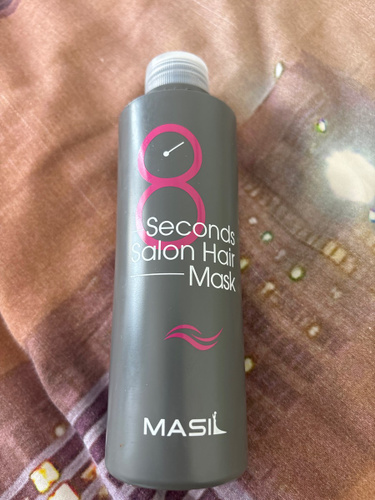 8
Seconds
Salon Hair
Mask
MASIL